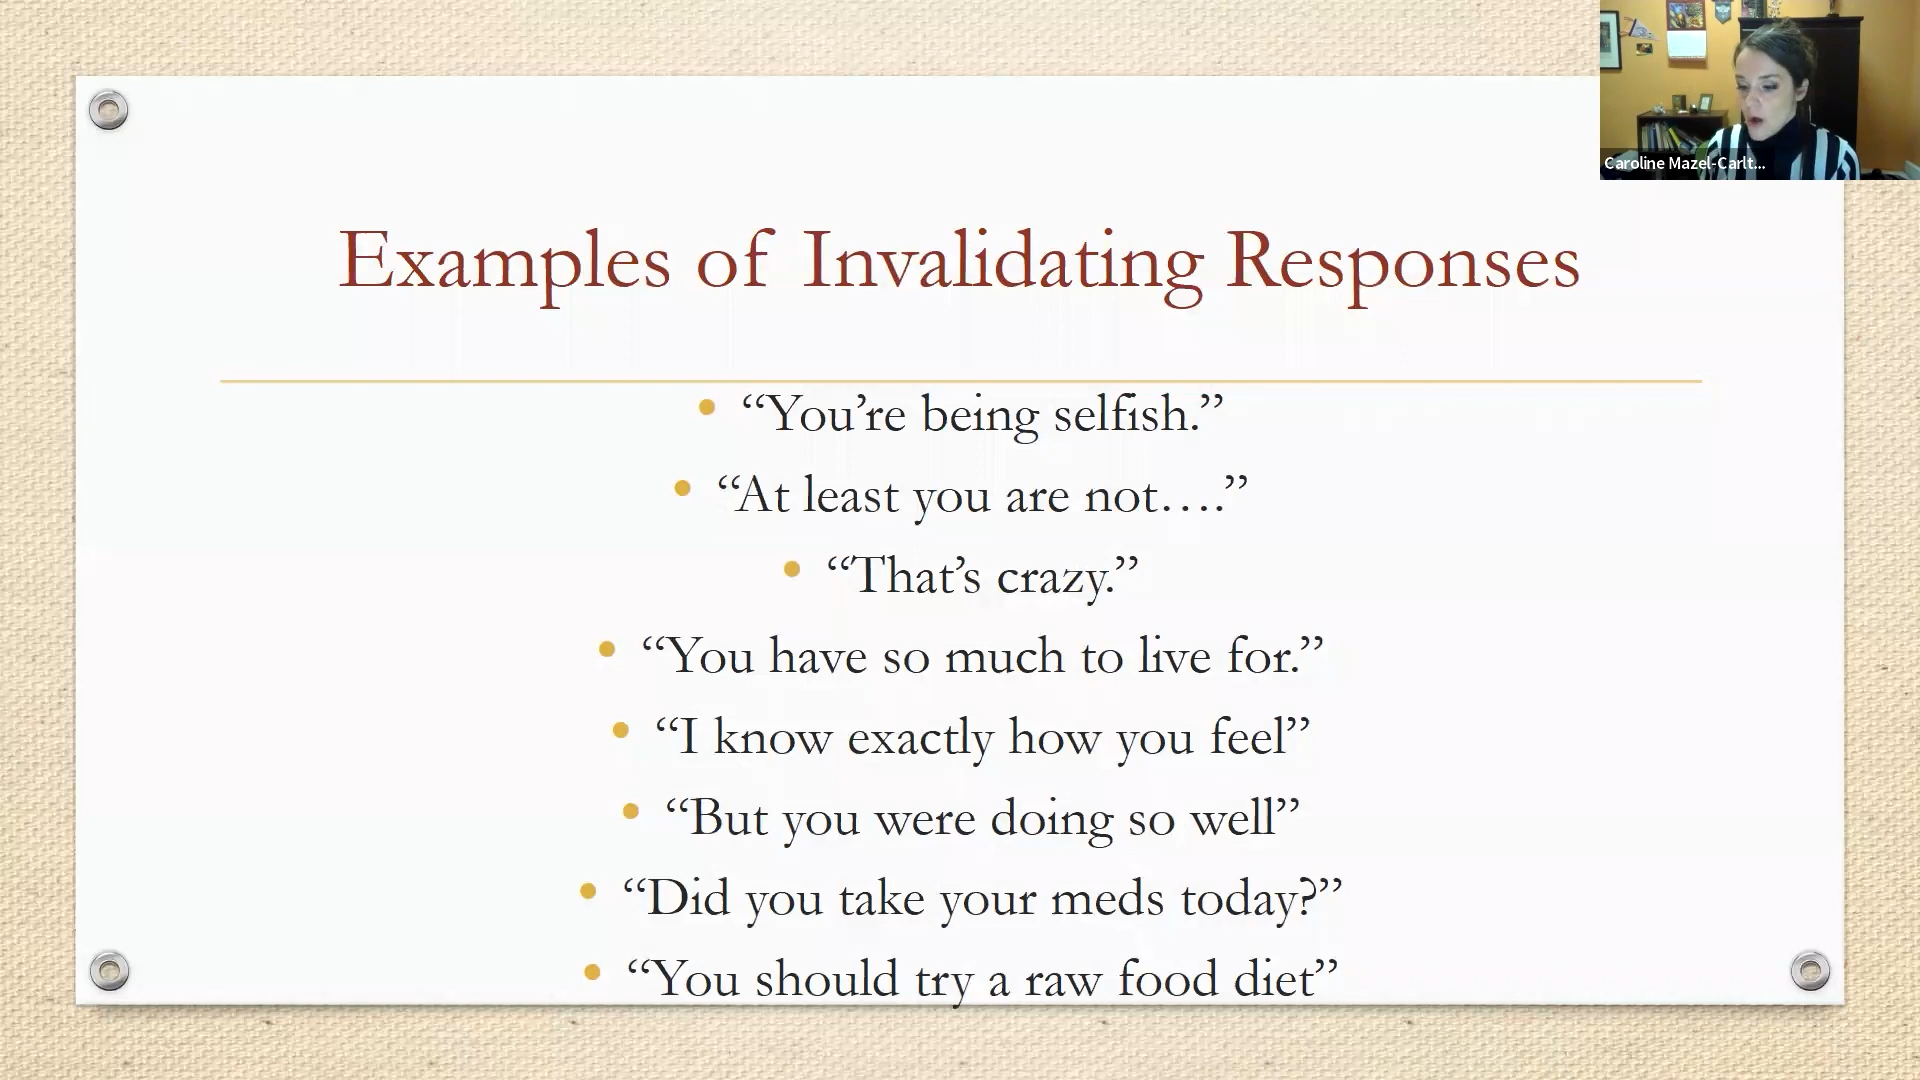 Caroline Mazel-Carlt...
Examples of Invalidating Responses
• “You’re being selfish.”
• “At least you are not….”
• “That’s crazy.”
• “You have so much to live for.”
• “I know exactly how you feel”
• “But you were doing so well”
• “Did you take your meds today?”
• “You should try a raw food diet”